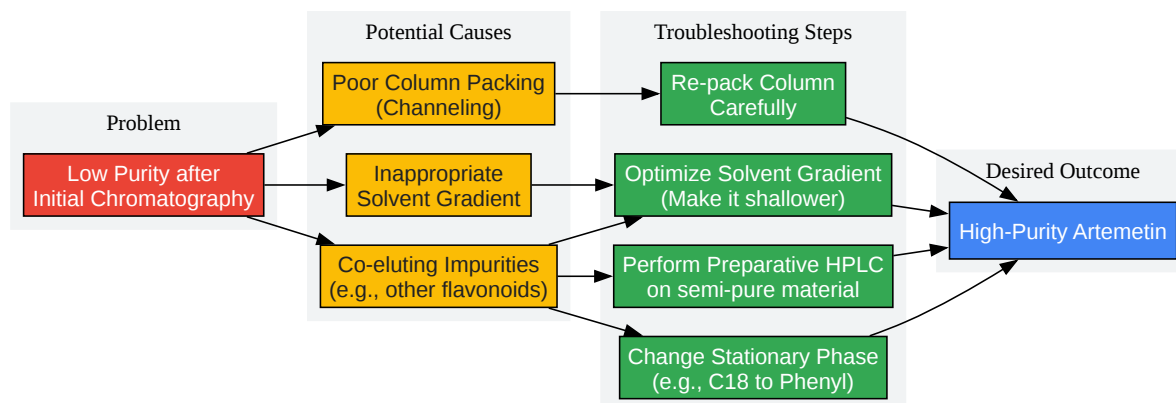 Problem
Low Purity after
Initial Chromatography
Potential Causes
Poor Column Packing
(Channeling)
Inappropriate
Solvent Gradient
Co-eluting Impurities
(e.g., other flavonoids)
Troubleshooting Steps
Re-pack Column
Carefully
Optimize Solvent Gradient
(Make it shallower)
Perform Preparative HPLC
on semi-pure material
Change Stationary Phase
(e.g., C18 to Phenyl)
Desired Outcome
High-Purity Artemetin